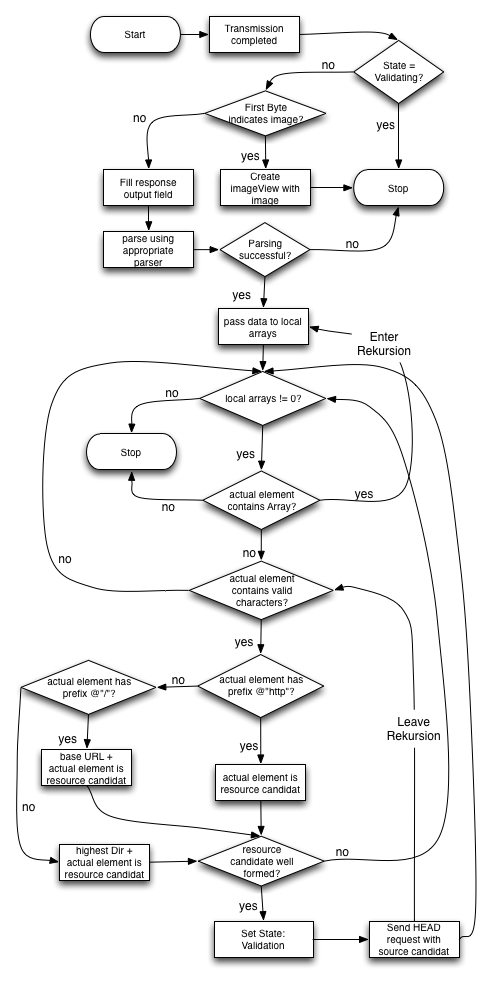 Start
Transmission
completed
State =
Validating?
no
First Byte
indicates image?
no
yes
yes
Fill response
output field
Create
imageView with
image
Stop
parse using
appropriate
parser
Parsing
successful?
no
yes
pass data to local
arrays
Enter
Rekursion
local arrays != 0?
no
Stop
yes
actual element
contains Array?
yes
no
no
actual element
contains valid
characters?
no
yes
actual element has
prefix @"/"?
no
actual element has
prefix @"http"?
yes
yes
Leave
Rekursion
base URL +
actual element is
resource candidat
actual element is
resource candidat
no
highest Dir +
actual element is
resource candidat
resource
candidate well
formed?
no
yes
Set State:
Validation
Send HEAD
request with
source candidat